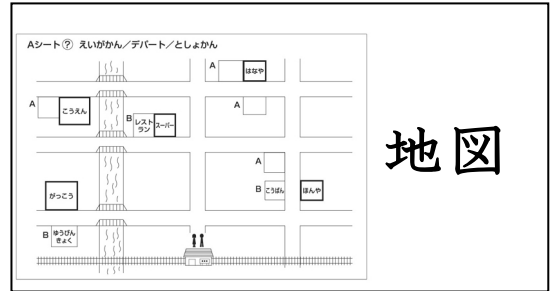 Aシート? えいがかん／デパート／としょかん
A
はなや
A
こうえん
B
レスト
ラン
スーパー
A
A
B
こうばん
ほんや
がっこう
B
ゆうびん
きょく
地図